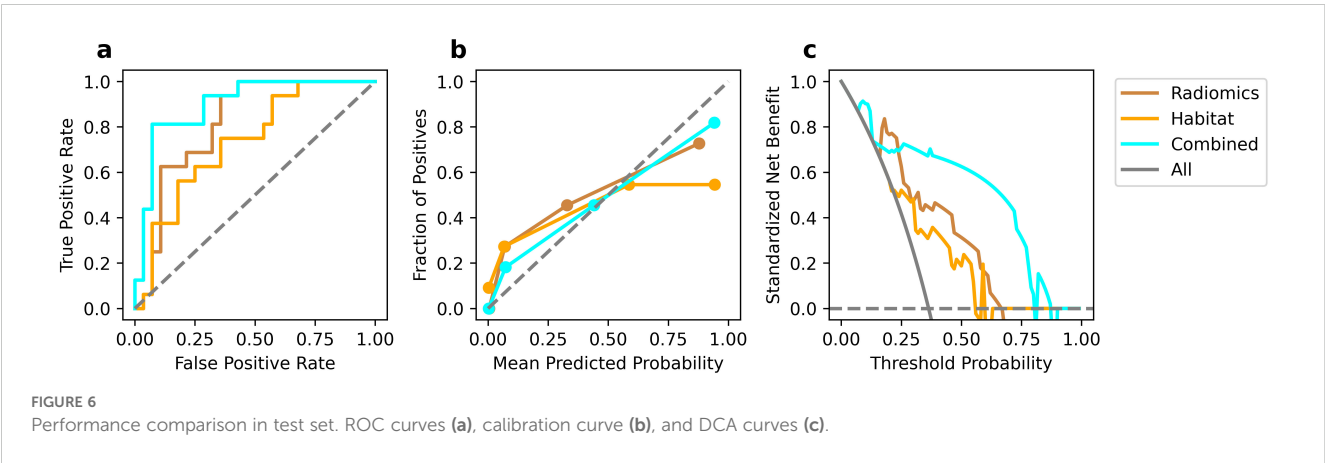 a
b
c
1.0
0.8
0.6
0.4
0.2
0.0
True Positive Rate
0.00 0.25 0.50 0.75 1.00
False Positive Rate
1.0
0.8
0.6
0.4
0.2
0.0
Fraction of Positives
0.00 0.25 0.50 0.75 1.00
Mean Predicted Probability
1.0
0.8
0.6
0.4
0.2
0.0
Standardized Net Benefit
0.00 0.25 0.50 0.75 1.00
Threshold Probability
Radiomics
Habitat
Combined
All
FIGURE 6
Performance comparison in test set. ROC curves (a), calibration curve (b), and DCA curves (c).